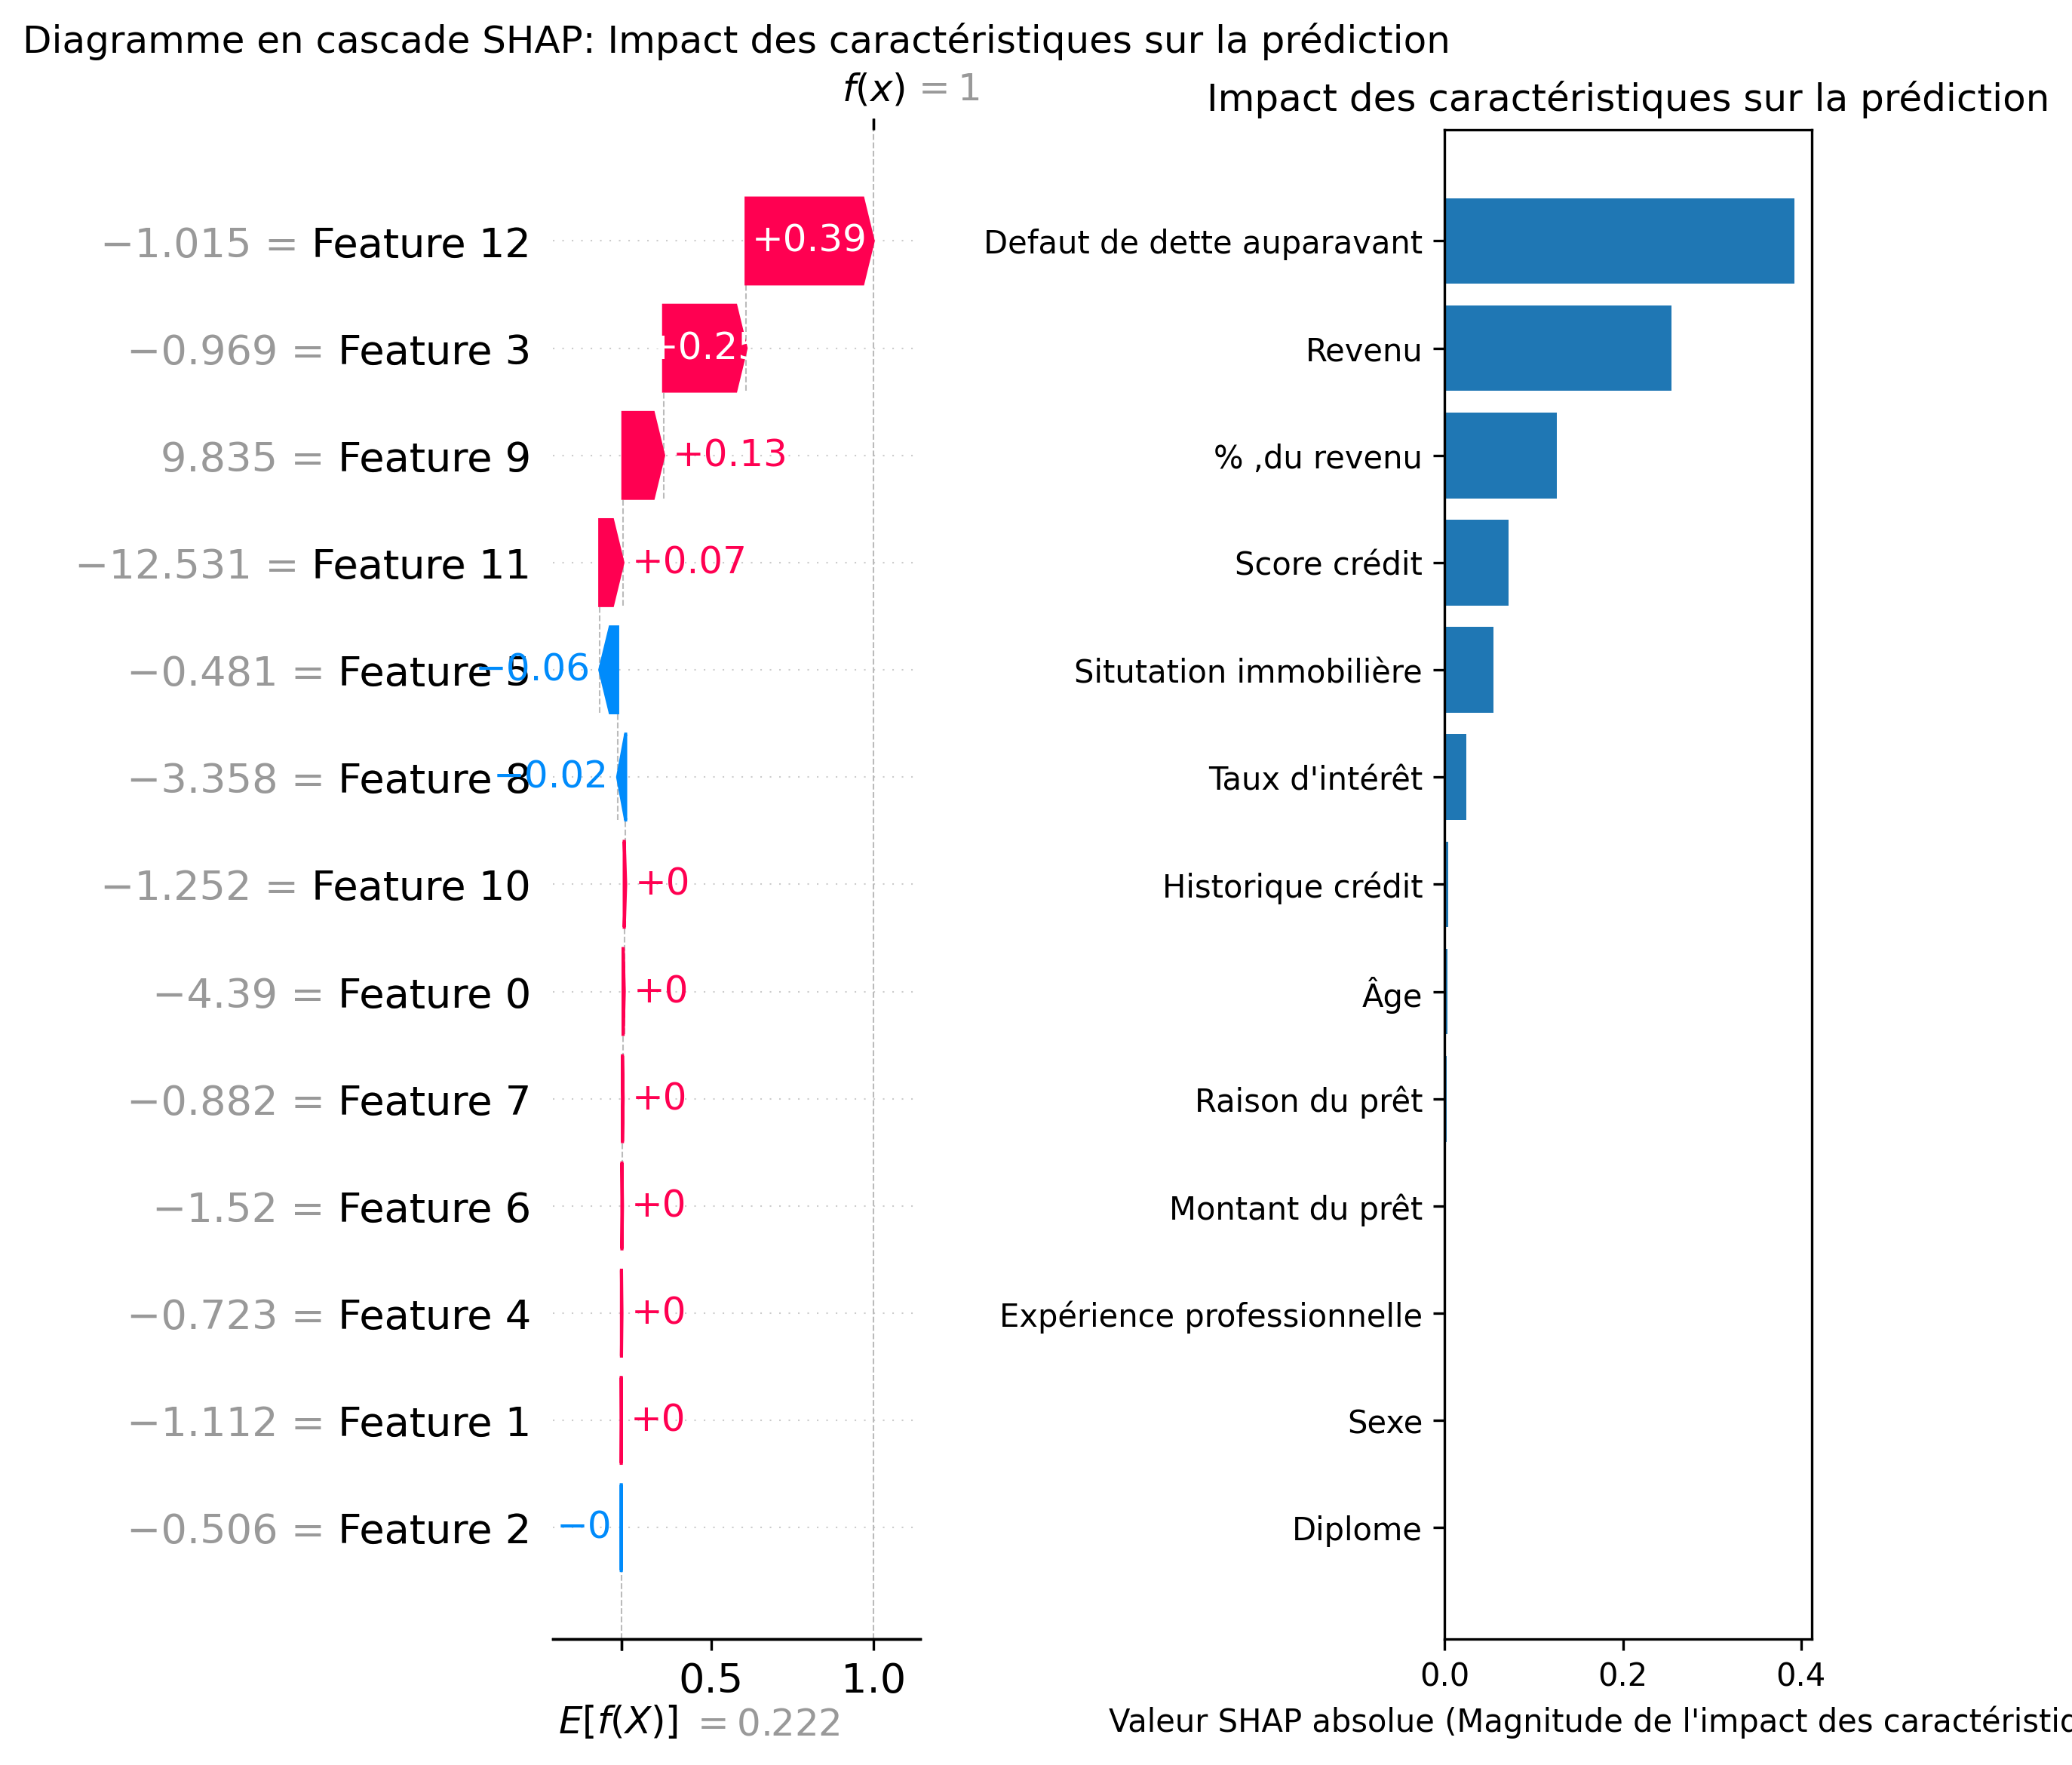 Diagramme en cascade SHAP: Impact des caractéristiques sur la prédiction
f(x) = 1
−1.015 = Feature 12
+0.39
−0.969 = Feature 3
+0.25
9.835 = Feature 9
+0.13
−12.531 = Feature 11
+0.07
−0.481 = Feature 5
−0.06
−3.358 = Feature 8
−0.02
−1.252 = Feature 10
+0
−4.39 = Feature 0
+0
−0.882 = Feature 7
+0
−1.52 = Feature 6
+0
−0.723 = Feature 4
+0
−1.112 = Feature 1
+0
−0.506 = Feature 2
−0
0.5 1.0
E[f(X)] = 0.222
Impact des caractéristiques sur la prédiction
Defaut de dette auparavant
Revenu
% ,du revenu
Score crédit
Situtation immobilière
Taux d'intérêt
Historique crédit
Âge
Raison du prêt
Montant du prêt
Expérience professionnelle
Sexe
Diplome
0.0 0.2 0.4
Valeur SHAP absolue (Magnitude de l'impact des